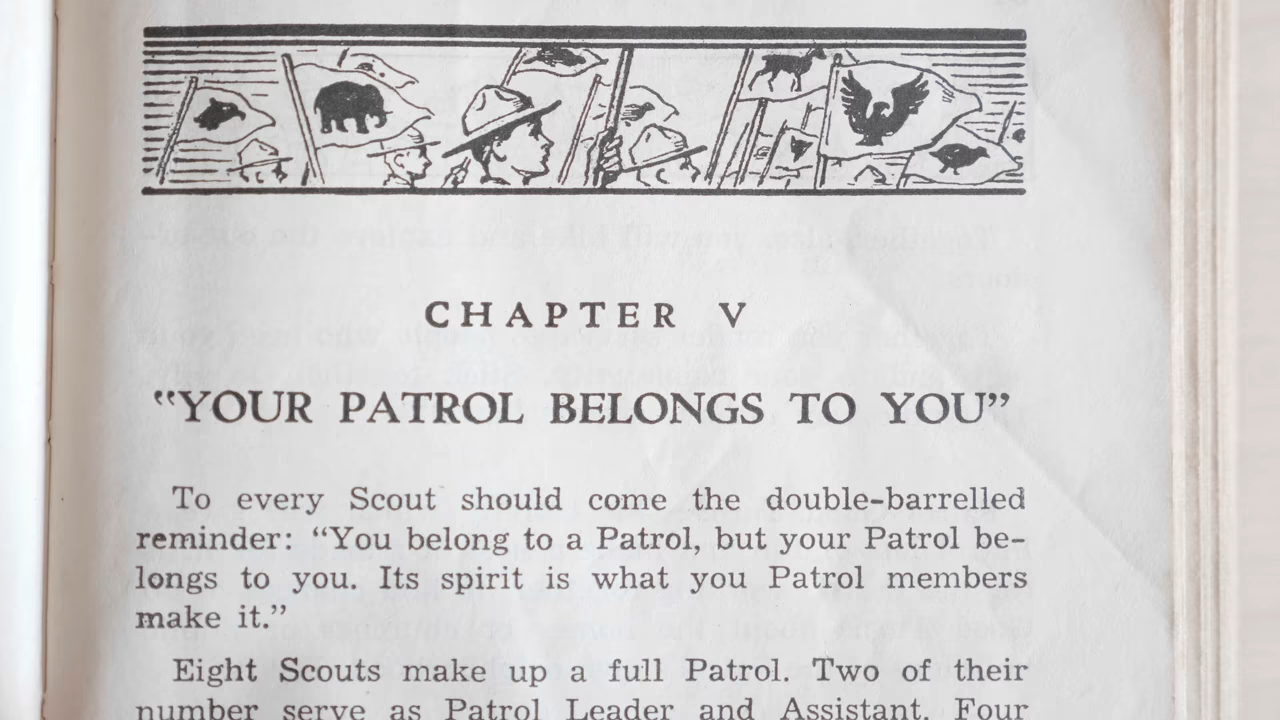 CHAPTER V
"YOUR PATROL BELONGS TO YOU”
To every Scout should come the double-barrelled
reminder: “You belong to a Patrol, but your Patrol be-
longs to you. Its spirit is what you Patrol members
make it.”
Eight Scouts make up a full Patrol. Two of their
number serve as Patrol Leader and Assistant. Four